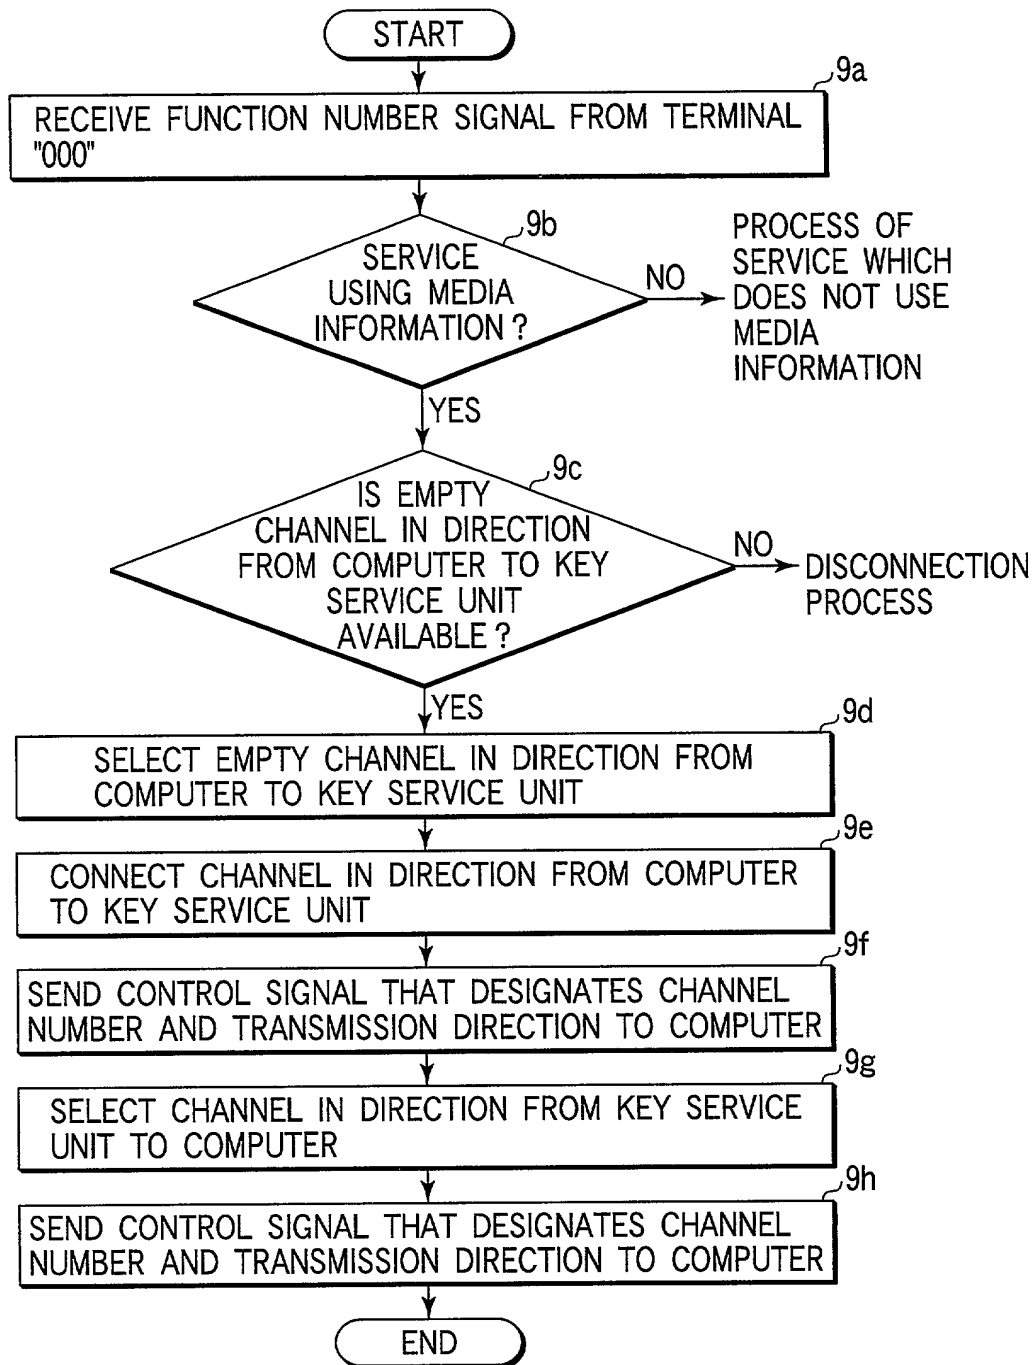 START
9a
RECEIVE FUNCTION NUMBER SIGNAL FROM TERMINAL
"000"
9b
SERVICE
USING MEDIA
INFORMATION?
NO
PROCESS OF
SERVICE WHICH
DOES NOT USE
MEDIA
INFORMATION
YES
9c
IS EMPTY
CHANNEL IN DIRECTION
FROM COMPUTER TO KEY
SERVICE UNIT
AVAILABLE?
NO
DISCONNECTION
PROCESS
YES
9d
SELECT EMPTY CHANNEL IN DIRECTION FROM
COMPUTER TO KEY SERVICE UNIT
9e
CONNECT CHANNEL IN DIRECTION FROM COMPUTER
TO KEY SERVICE UNIT
9f
SEND CONTROL SIGNAL THAT DESIGNATES CHANNEL
NUMBER AND TRANSMISSION DIRECTION TO COMPUTER
9g
SELECT CHANNEL IN DIRECTION FROM KEY SERVICE
UNIT TO COMPUTER
9h
SEND CONTROL SIGNAL THAT DESIGNATES CHANNEL
NUMBER AND TRANSMISSION DIRECTION TO COMPUTER
END